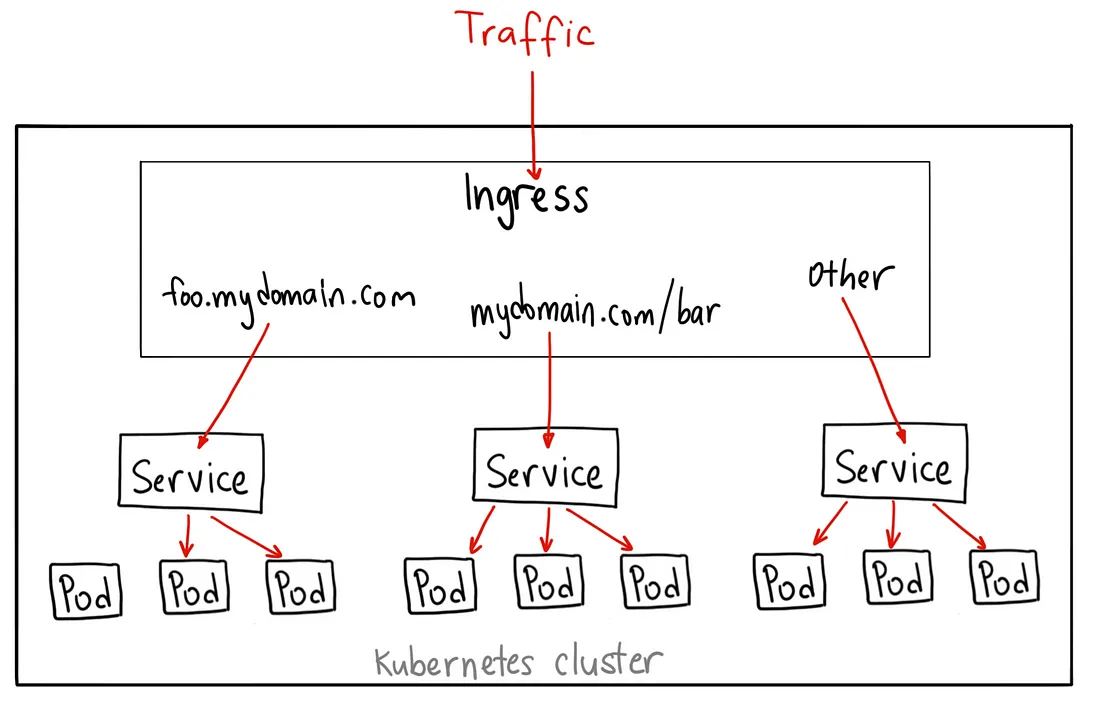 Traffic
Ingress
foo.mydomain.com
mydomain.com/bar
Other
Service
Service
Service
Pod
Pod
Pod
Pod
Pod
Pod
Pod
Pod
Pod
Kubernetes cluster